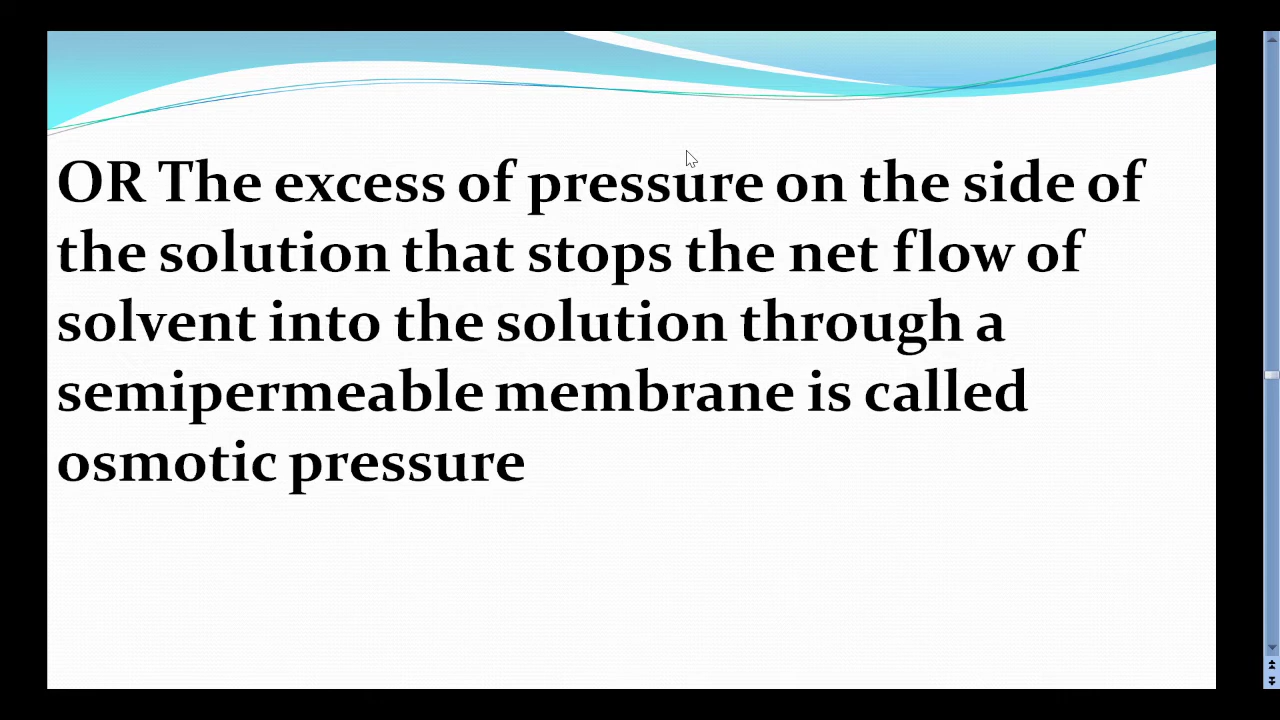 OR The excess of pressure on the side of
the solution that stops the net flow of
solvent into the solution through a
semipermeable membrane is called
osmotic pressure